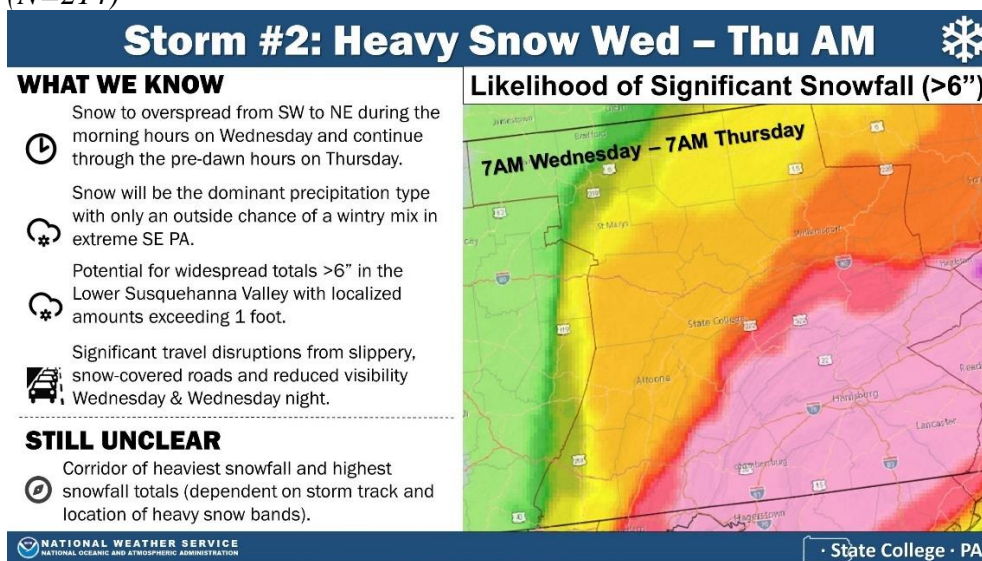 (N=214)
Storm #2: Heavy Snow Wed – Thu AM
WHAT WE KNOW
Snow to overspread from SW to NE during the
morning hours on Wednesday and continue
through the pre-dawn hours on Thursday.
Snow will be the dominant precipitation type
with only an outside chance of a wintry mix in
extreme SE PA.
Potential for widespread totals >6” in the
Lower Susquehanna Valley with localized
amounts exceeding 1 foot.
Significant travel disruptions from slippery,
snow-covered roads and reduced visibility
Wednesday & Wednesday night.
STILL UNCLEAR
Corridor of heaviest snowfall and highest
snowfall totals (dependent on storm track and
location of heavy snow bands).
Likelihood of Significant Snowfall (>6”)
7AM Wednesday – 7AM Thursday
Jamestown
Bradford
St Marys
Williamsport
State College
Altoona
Harrisburg
Lancaster
Chambersburg
Hagerstown
NATIONAL WEATHER SERVICE
NATIONAL OCEANIC AND ATMOSPHERIC ADMINISTRATION
· State College · PA